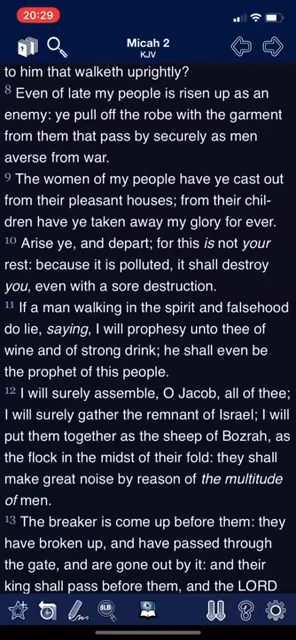 20:29
Micah 2
KJV
to him that walketh uprightly?
8 Even of late my people is risen up as an
enemy: ye pull off the robe with the garment
from them that pass by securely as men
averse from war.
9 The women of my people have ye cast out
from their pleasant houses; from their chil-
dren have ye taken away my glory for ever.
10 Arise ye, and depart; for this is not your
rest: because it is polluted, it shall destroy
you, even with a sore destruction.
11 If a man walking in the spirit and falsehood
do lie, saying, I will prophesy unto thee of
wine and of strong drink; he shall even be
the prophet of this people.
12 I will surely assemble, O Jacob, all of thee;
I will surely gather the remnant of Israel; I will
put them together as the sheep of Bozrah, as
the flock in the midst of their fold: they shall
make great noise by reason of the multitude
of men.
13 The breaker is come up before them: they
have broken up, and have passed through
the gate, and are gone out by it: and their
king shall pass before them, and the LORD